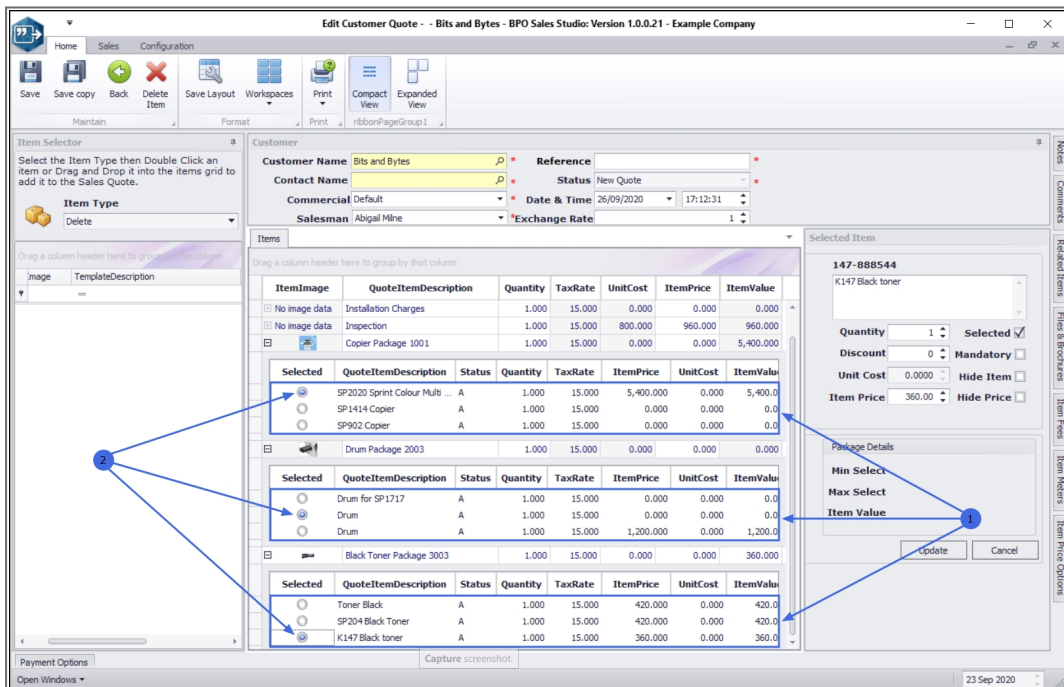 Edit Customer Quote - - Bits and Bytes - BPO Sales Studio: Version 1.0.0.21 - Example Company
Home Sales Configuration
Save Save copy Back Delete Item Save Layout Workspaces Print Compact View Expanded View
Maintain Format Print ribbonPageGroup1
Item Selector
Select the Item Type then Double Click an
item or Drag and Drop it into the items grid to
add it to the Sales Quote.
Item Type
Delete
Drag a column header here to group by that column
Image TemplateDescription
=
Customer
Customer Name Bits and Bytes * Reference *
Contact Name * Status New Quote *
Commercial Default * Date & Time 26/09/2020 17:12:31
Salesman Abigail Milne * Exchange Rate 1
Items
Drag a column header here to group by that column
ItemImage QuoteItemDescription Quantity TaxRate UnitCost ItemPrice ItemValue
No image data Installation Charges 1.000 15.000 0.000 0.000 0.000
No image data Inspection 1.000 15.000 800.000 960.000 960.000
Copier Package 1001 1.000 15.000 0.000 0.000 5,400.000
Selected QuoteItemDescription Status Quantity TaxRate ItemPrice UnitCost ItemValu
SP2020 Sprint Colour Multi ... A 1.000 15.000 5,400.000 0.000 5,400.0
SP1414 Copier A 1.000 15.000 0.000 0.000 0.0
SP902 Copier A 1.000 15.000 0.000 0.000 0.0
Drum Package 2003 1.000 15.000 0.000 0.000 0.000
Selected QuoteItemDescription Status Quantity TaxRate ItemPrice UnitCost ItemValu
Drum for SP1717 A 1.000 15.000 0.000 0.000 0.0
Drum A 1.000 15.000 0.000 0.000 0.0
Drum A 1.000 15.000 1,200.000 0.000 1,200.0
Black Toner Package 3003 1.000 15.000 0.000 0.000 360.000
Selected QuoteItemDescription Status Quantity TaxRate ItemPrice UnitCost ItemValu
Toner Black A 1.000 15.000 420.000 0.000 420.0
SP204 Black Toner A 1.000 15.000 420.000 0.000 420.0
K147 Black toner A 1.000 15.000 360.000 0.000 360.0
2
1
Selected Item
147-888544
K147 Black toner
Quantity 1 Selected
Discount 0 Mandatory
Unit Cost 0.0000 Hide Item
Item Price 360.00 Hide Price
Package Details
Min Select
Max Select
Item Value
Update Cancel
Notes
Comments
Related Items
Files & Brochures
Item Fees
Item Meters
Item Price Options
Capture screenshot.
Payment Options
Open Windows 23 Sep 2020